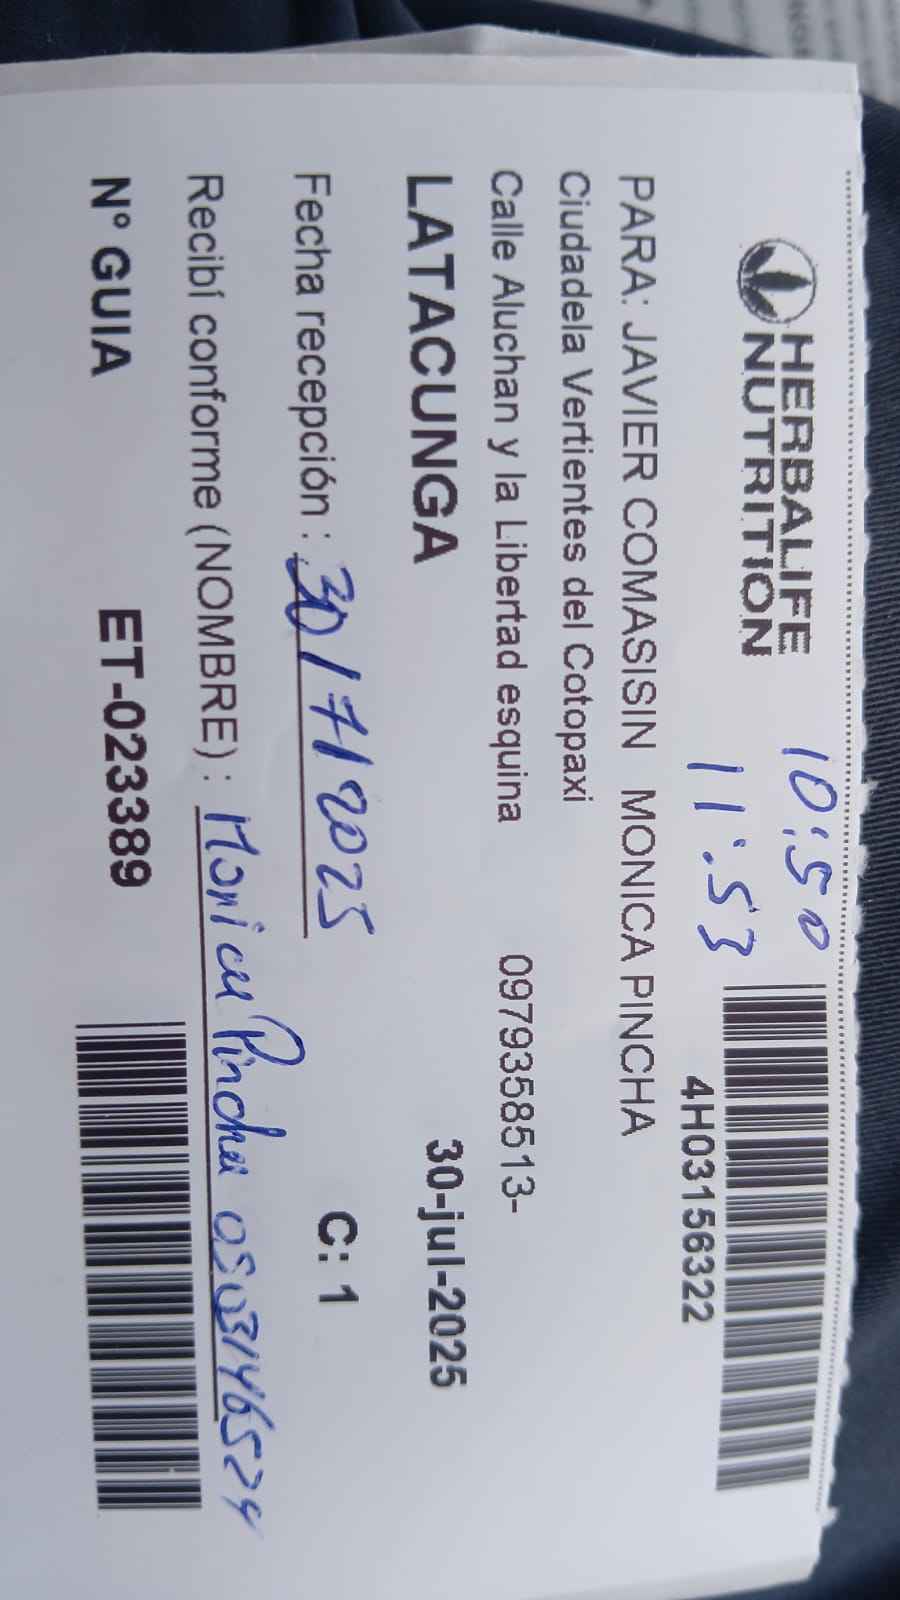 HERBALIFE
NUTRITION
10:50
11:53
4H03156322
PARA: JAVIER COMASISIN MONICA PINCHA
Ciudadela Vertientes del Cotopaxi
Calle Aluchan y la Libertad esquina 0979358513-
LATACUNGA 30-jul-2025
Fecha recepción : 30/7/2025 C: 1
Recibí conforme (NOMBRE) : Monica Pincha 0503146524
N° GUIA ET-023389